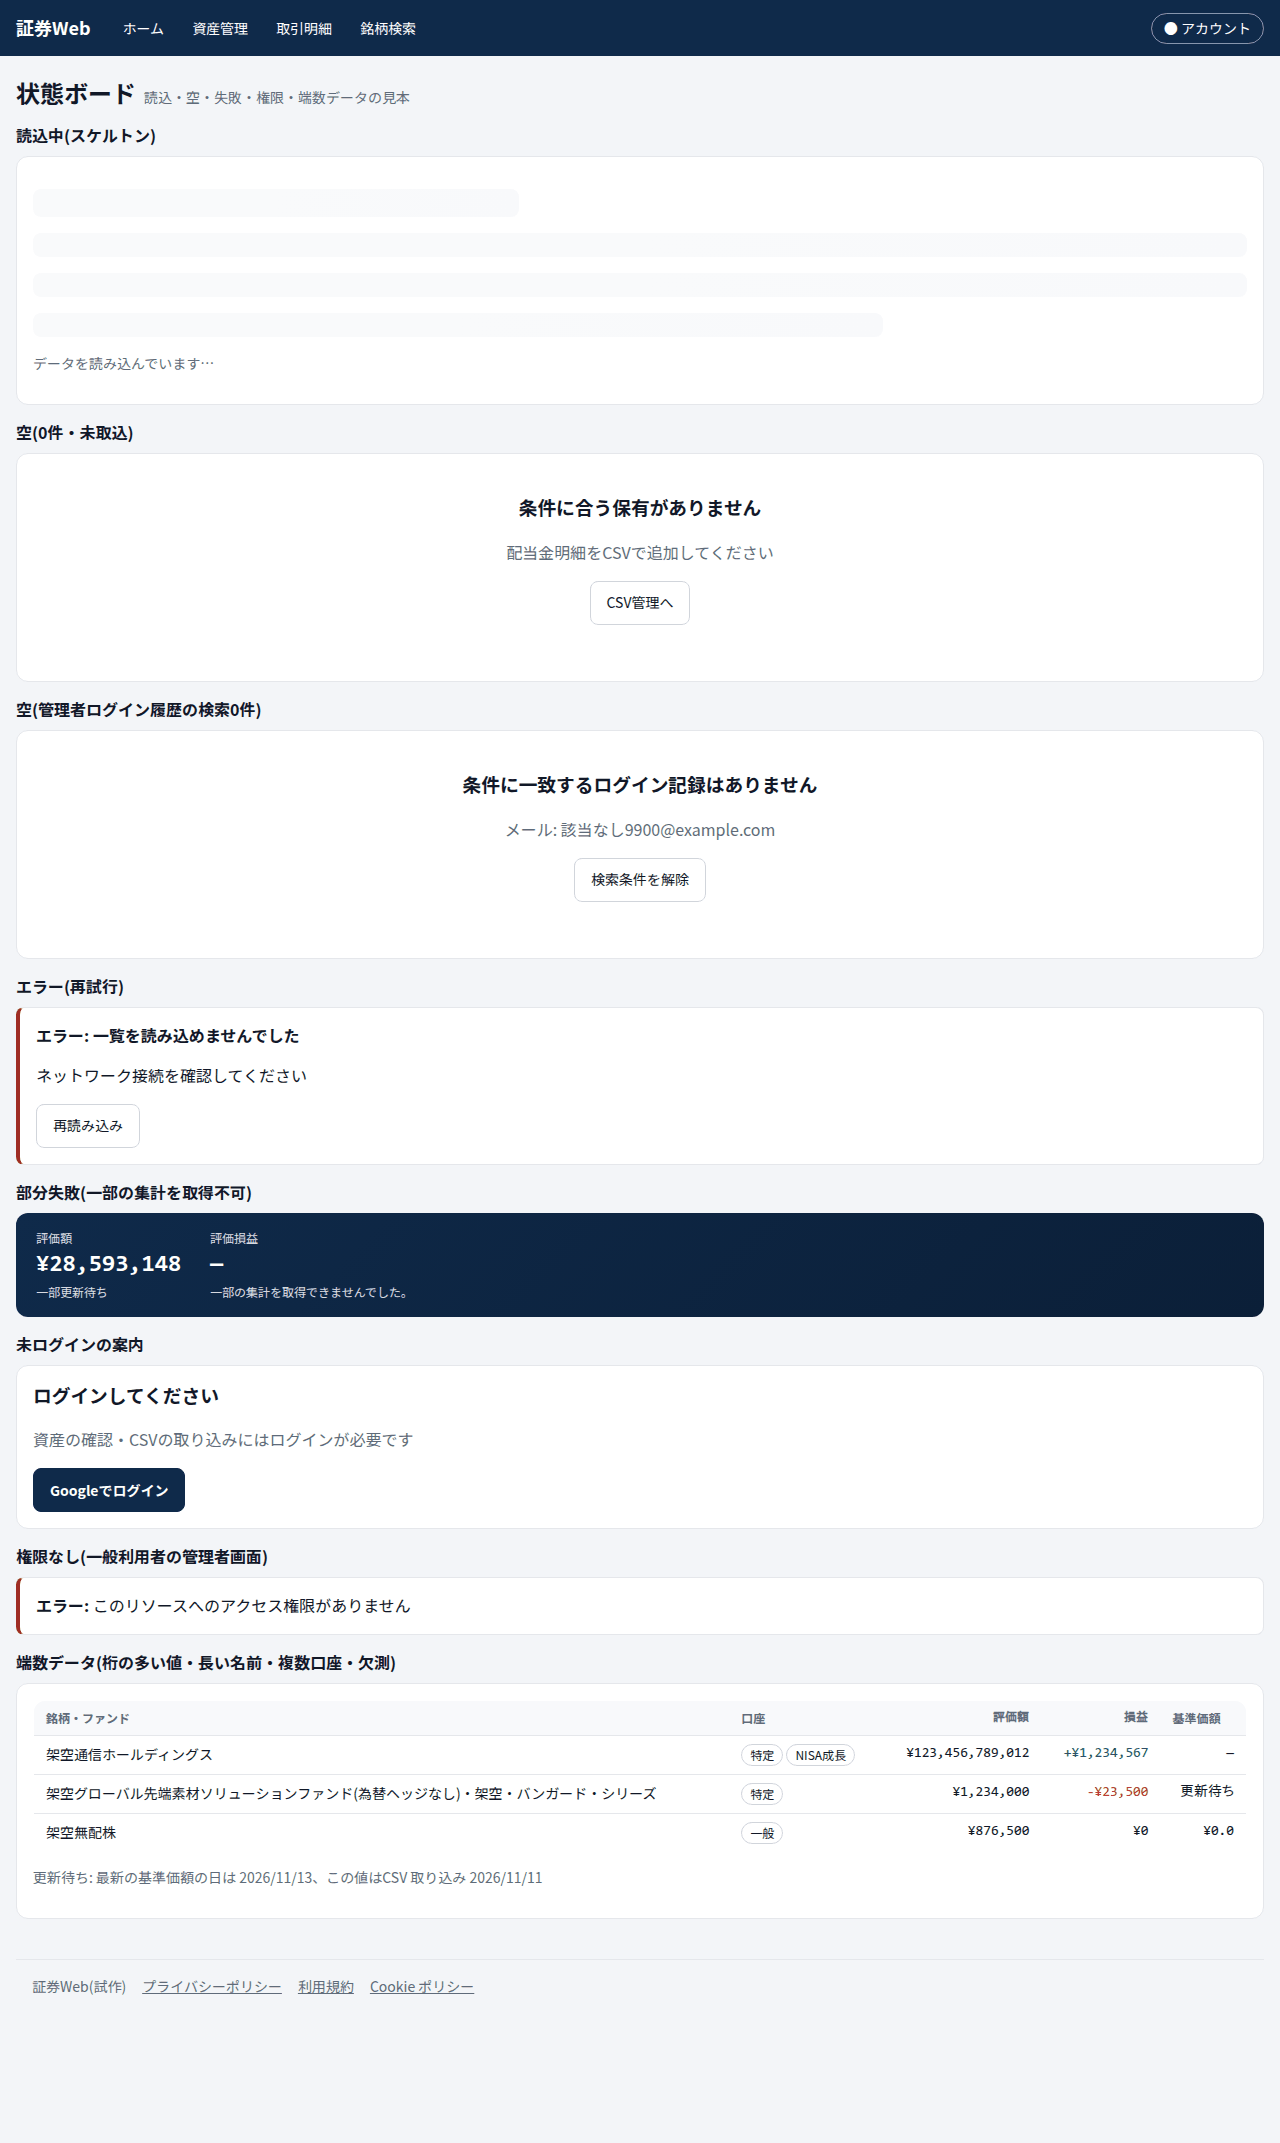 証券Web ホーム 資産管理 取引明細 銘柄検索 アカウント
状態ボード 読込・空・失敗・権限・端数データの見本
読込中(スケルトン)
データを読み込んでいます…
空(0件・未取込)
条件に合う保有がありません
配当金明細をCSVで追加してください
CSV管理へ
空(管理者ログイン履歴の検索0件)
条件に一致するログイン記録はありません
メール: 該当なし9900@example.com
検索条件を解除
エラー(再試行)
エラー: 一覧を読み込めませんでした
ネットワーク接続を確認してください
再読み込み
部分失敗(一部の集計を取得不可)
評価額 評価損益
¥28,593,148 —
一部更新待ち 一部の集計を取得できませんでした。
未ログインの案内
ログインしてください
資産の確認・CSVの取り込みにはログインが必要です
Googleでログイン
権限なし(一般利用者の管理者画面)
エラー: このリソースへのアクセス権限がありません
端数データ(桁の多い値・長い名前・複数口座・欠測)
銘柄・ファンド 口座 評価額 損益 基準価額
架空通信ホールディングス 特定 NISA成長 ¥123,456,789,012 +¥1,234,567 —
架空グローバル先端素材ソリューションファンド(為替ヘッジなし)・架空・バンガード・シリーズ 特定 ¥1,234,000 -¥23,500 更新待ち
架空無配株 一般 ¥876,500 ¥0 ¥0.0
更新待ち: 最新の基準価額の日は 2026/11/13、この値はCSV 取り込み 2026/11/11
証券Web(試作) プライバシーポリシー 利用規約 Cookie ポリシー